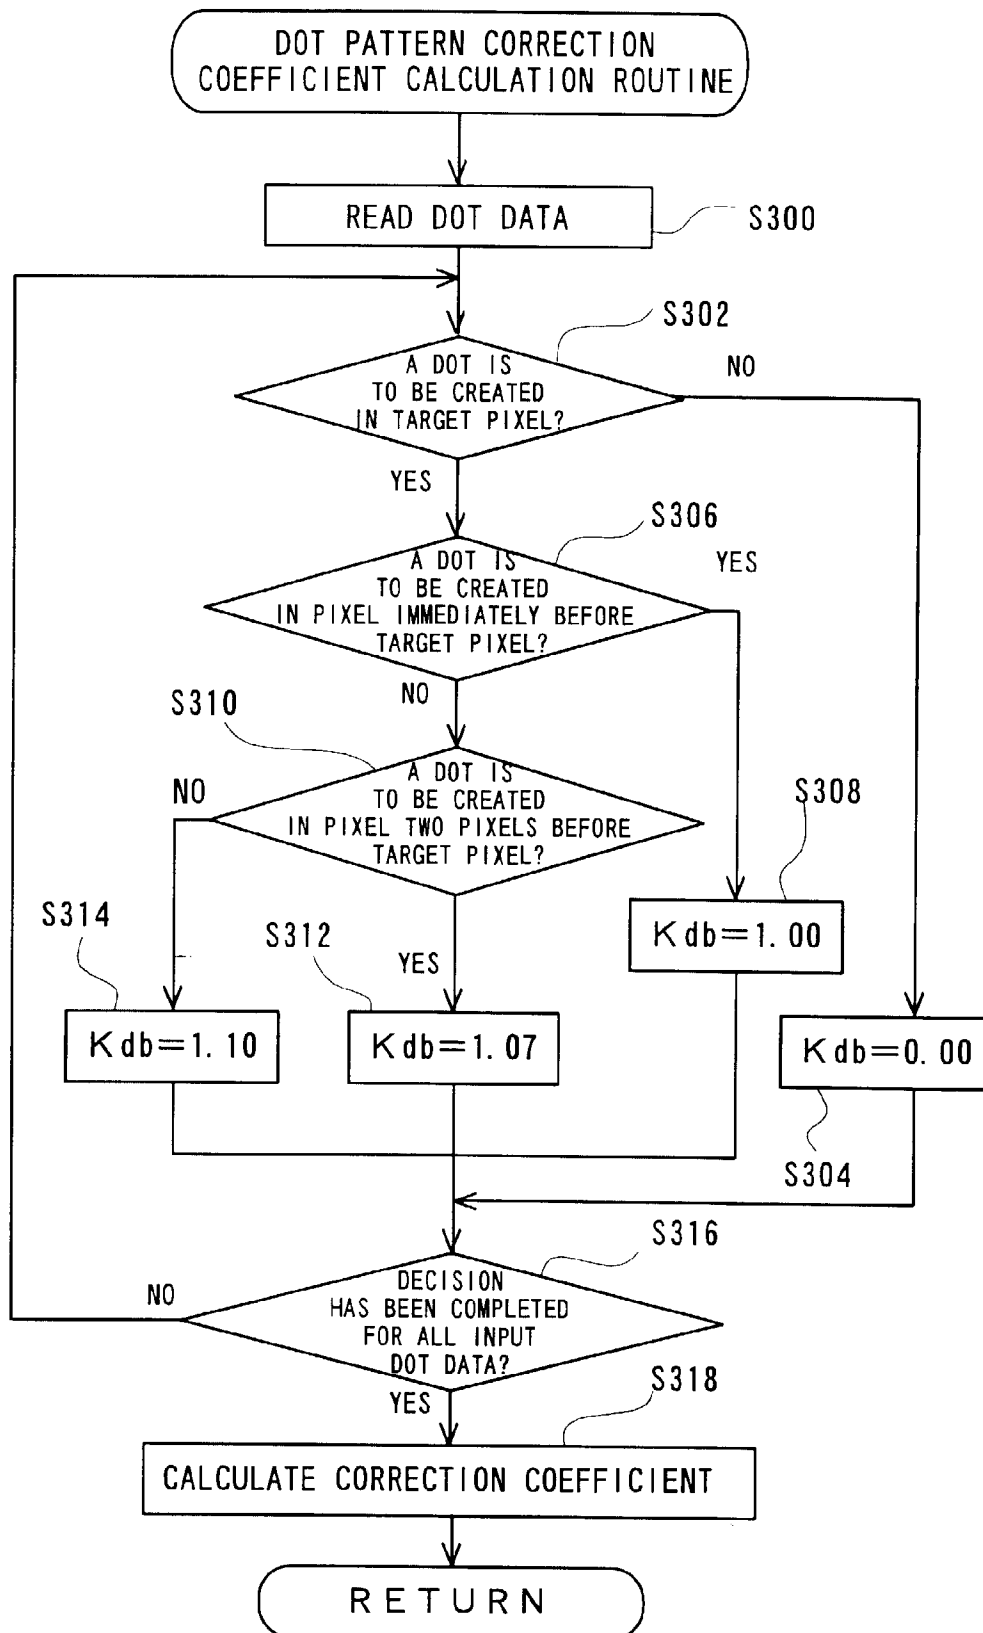 DOT PATTERN CORRECTION
COEFFICIENT CALCULATION ROUTINE
READ DOT DATA
S300
S302
A DOT IS
TO BE CREATED
IN TARGET PIXEL?
NO
YES
S306
A DOT IS
TO BE CREATED
IN PIXEL IMMEDIATELY BEFORE
TARGET PIXEL?
YES
NO
S310
A DOT IS
TO BE CREATED
IN PIXEL TWO PIXELS BEFORE
TARGET PIXEL?
NO
S308
Kdb=1.00
S314
S312
YES
Kdb=1.10
Kdb=1.07
Kdb=0.00
S304
S316
DECISION
HAS BEEN COMPLETED
FOR ALL INPUT
DOT DATA?
NO
YES
S318
CALCULATE CORRECTION COEFFICIENT
RETURN